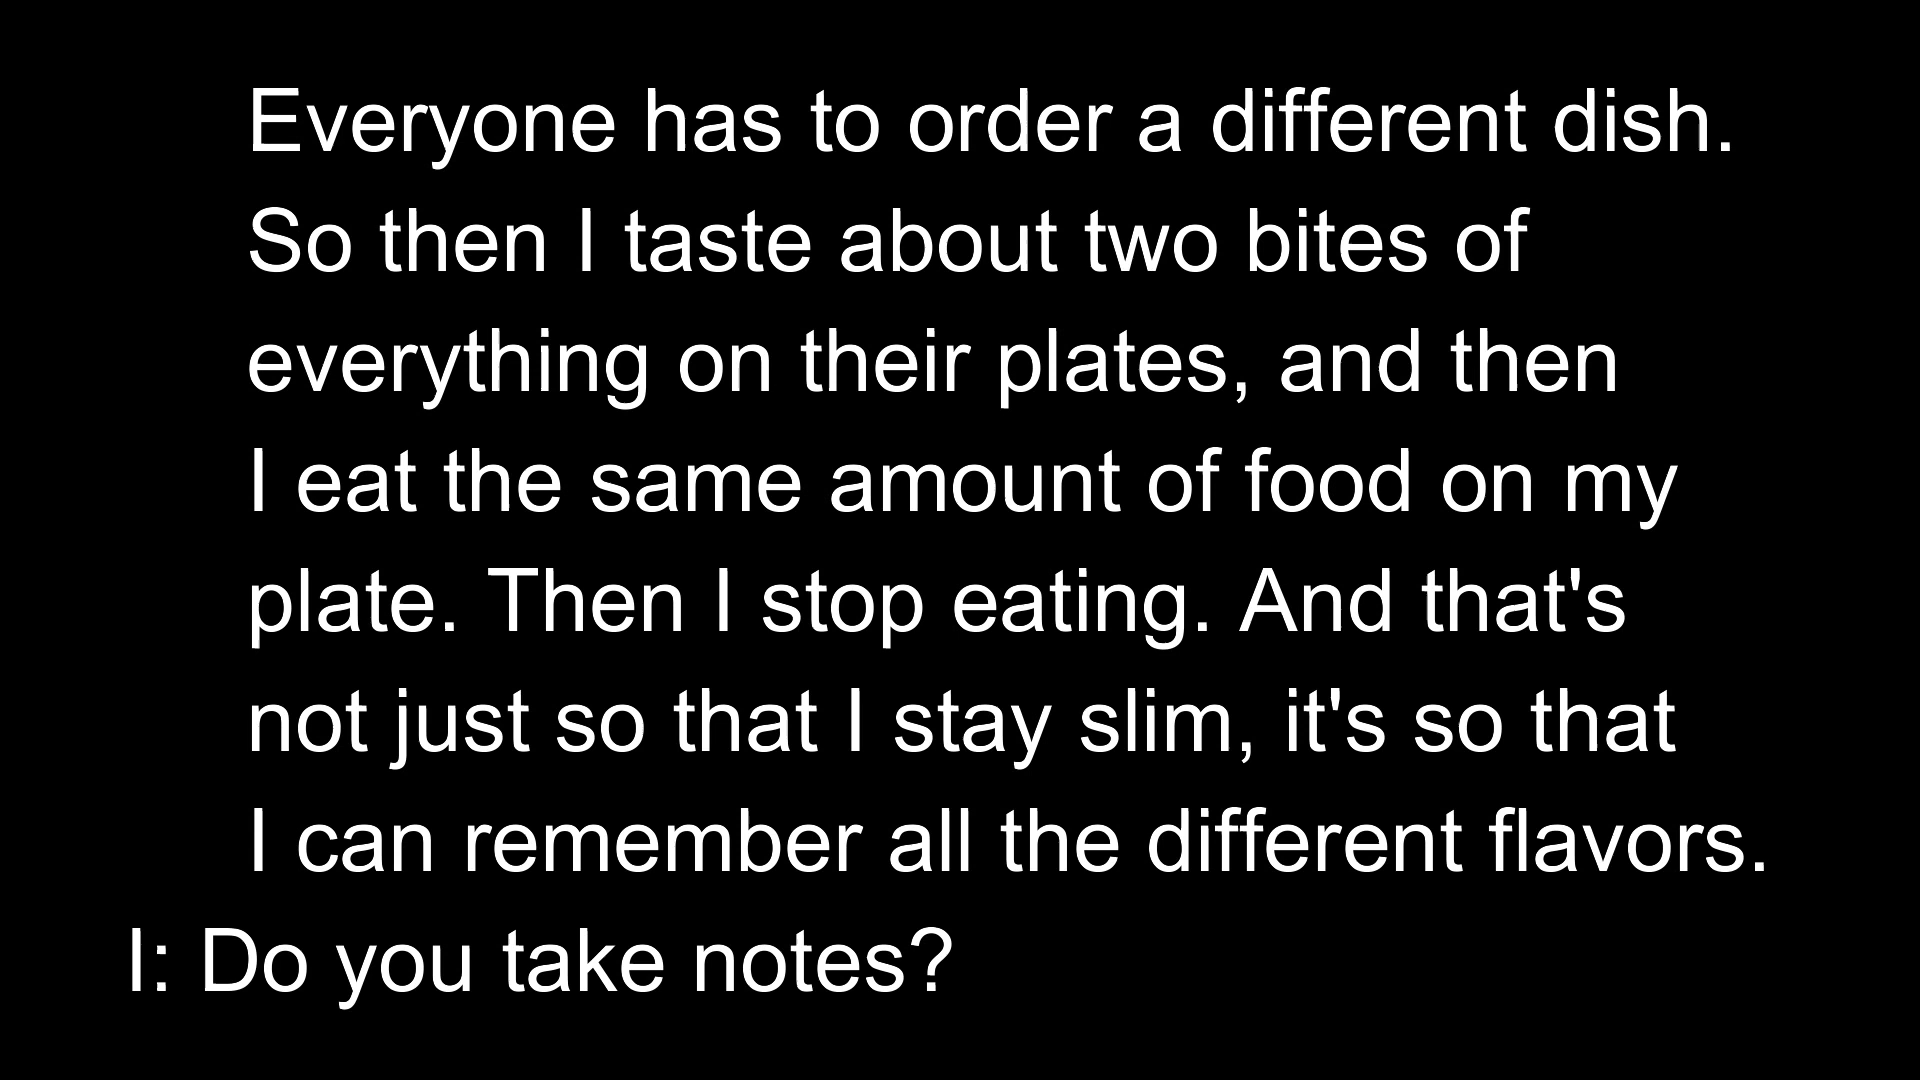 Everyone has to order a different dish.
So then I taste about two bites of
everything on their plates, and then
I eat the same amount of food on my
plate. Then I stop eating. And that's
not just so that I stay slim, it's so that
I can remember all the different flavors.
I: Do you take notes?